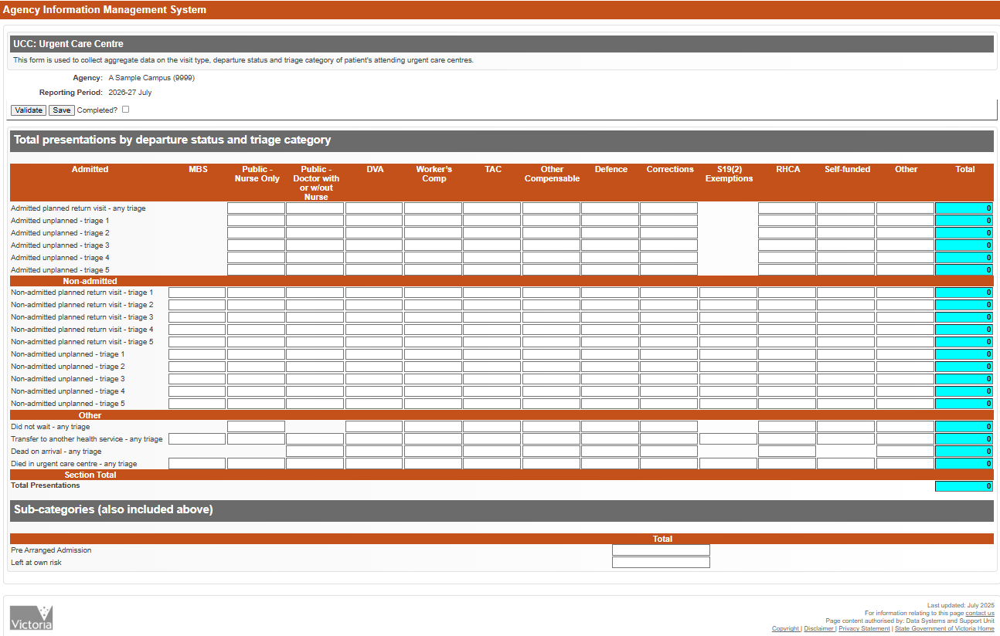 Agency Information Management System
UCC: Urgent Care Centre
This form is used to collect aggregate data on the visit type, departure status and triage category of patient's attending urgent care centres.
Agency: A Sample Campus (9999)
Reporting Period: 2026-27 July
Validate Save Completed?
Total presentations by departure status and triage category
Admitted MBS Public - Nurse Only Public - Doctor with or w/out Nurse DVA Worker's Comp TAC Other Compensable Defence Corrections S19(2) Exemptions RHCA Self-funded Other Total
Admitted planned return visit - any triage 0
Admitted unplanned - triage 1 0
Admitted unplanned - triage 2 0
Admitted unplanned - triage 3 0
Admitted unplanned - triage 4 0
Admitted unplanned - triage 5 0
Non-admitted
Non-admitted planned return visit - triage 1 0
Non-admitted planned return visit - triage 2 0
Non-admitted planned return visit - triage 3 0
Non-admitted planned return visit - triage 4 0
Non-admitted planned return visit - triage 5 0
Non-admitted unplanned - triage 1 0
Non-admitted unplanned - triage 2 0
Non-admitted unplanned - triage 3 0
Non-admitted unplanned - triage 4 0
Non-admitted unplanned - triage 5 0
Other
Did not wait - any triage 0
Transfer to another health service - any triage 0
Dead on arrival - any triage 0
Died in urgent care centre - any triage 0
Section Total
Total Presentations 0
Sub-categories (also included above)
Total
Pre Arranged Admission
Left at own risk
Victoria
Last updated: July 2025
For information relating to this page contact us
Page content authorised by: Data Systems and Support Unit
Copyright | Disclaimer | Privacy Statement | State Government of Victoria Home